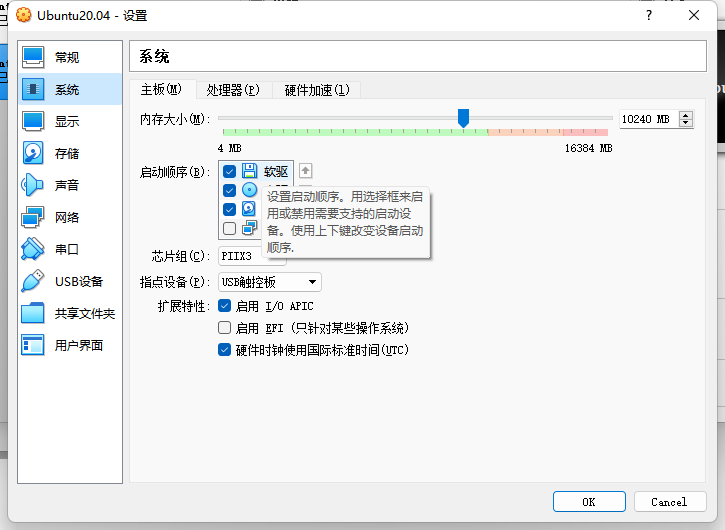 Ubuntu20.04 - 设置
?
常规
系统
显示
存储
声音
网络
串口
USB设备
共享文件夹
用户界面
系统
主板(M) 处理器(P) 硬件加速(L)
内存大小(M): 10240 MB
4 MB 16384 MB
启动顺序(B): 软驱
设置启动顺序。用选择框来启
用或禁用需要支持的启动设
备。使用上下键改变设备启动
顺序.
芯片组(C): PIIX3
指点设备(P): USB触控板
扩展特性: 启用 I/O APIC
启用 EFI (只针对某些操作系统)
硬件时钟使用国际标准时间(UTC)
OK Cancel